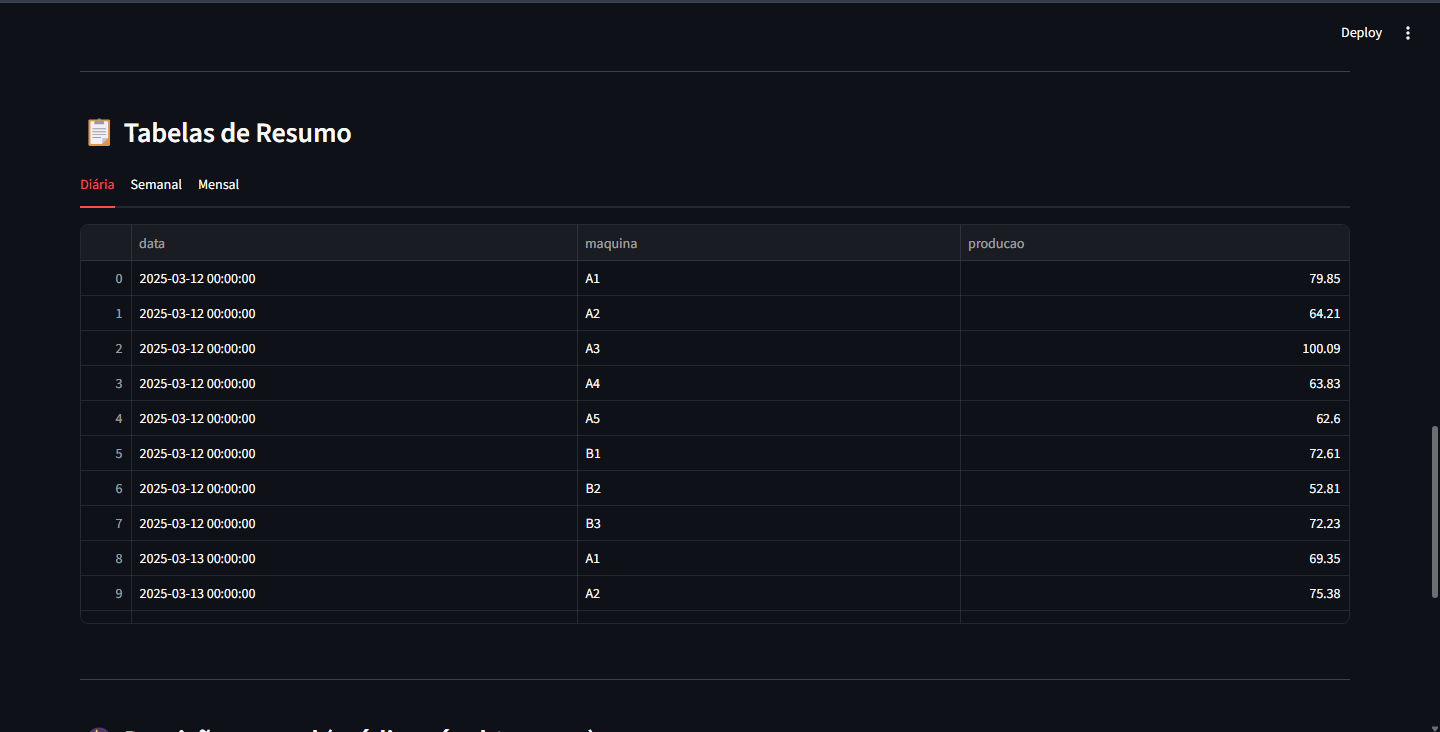 Deploy
Tabelas de Resumo
Diária Semanal Mensal
data maquina producao
0 2025-03-12 00:00:00 A1 79.85
1 2025-03-12 00:00:00 A2 64.21
2 2025-03-12 00:00:00 A3 100.09
3 2025-03-12 00:00:00 A4 63.83
4 2025-03-12 00:00:00 A5 62.6
5 2025-03-12 00:00:00 B1 72.61
6 2025-03-12 00:00:00 B2 52.81
7 2025-03-12 00:00:00 B3 72.23
8 2025-03-13 00:00:00 A1 69.35
9 2025-03-13 00:00:00 A2 75.38